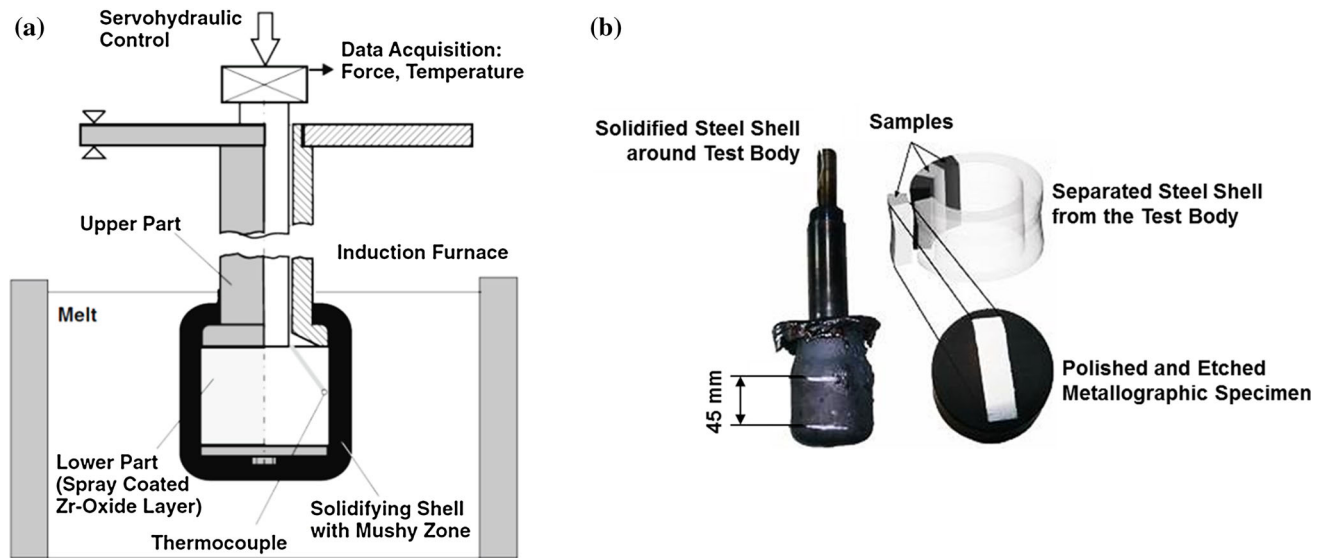 (a)
Servohydraulic
Control
Data Acquisition:
Force, Temperature
Upper Part
Induction Furnace
Melt
Lower Part
(Spray Coated
Zr-Oxide Layer)
Solidifying Shell
with Mushy Zone
Thermocouple
(b)
Solidified Steel Shell
around Test Body
Samples
Separated Steel Shell
from the Test Body
45 mm
Polished and Etched
Metallographic Specimen